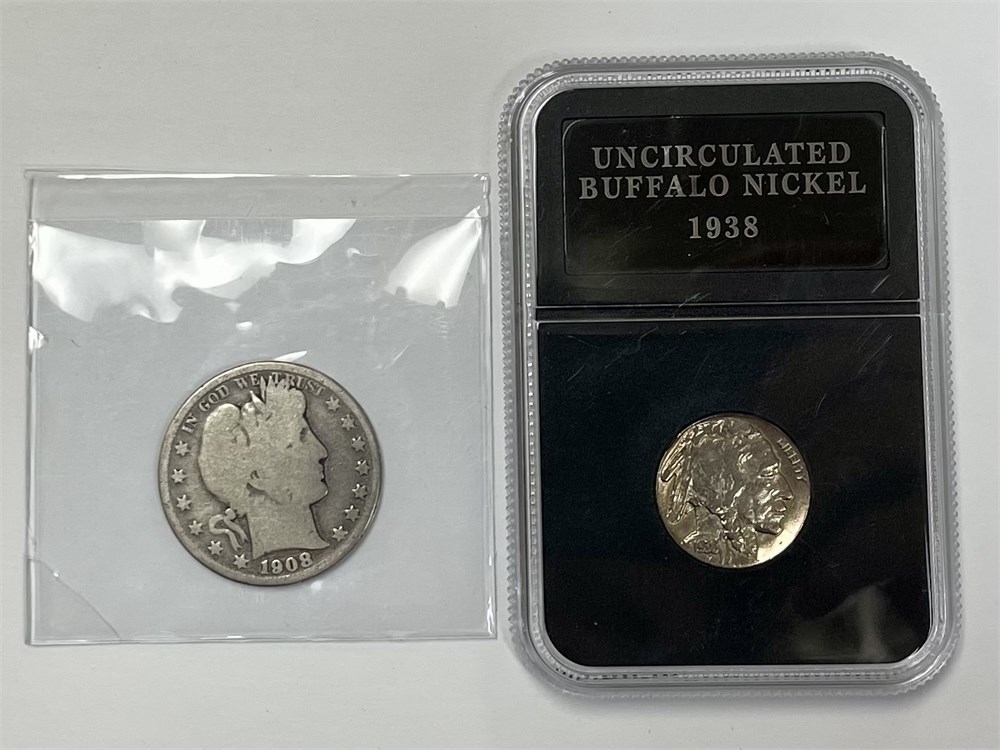 IN GOD WE TRUST
1908
UNCIRCULATED
BUFFALO NICKEL
1938
LIBERTY